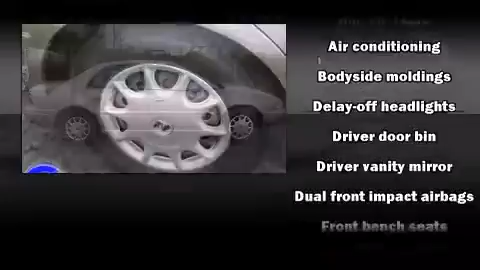 Air conditioning
Bodyside moldings
Delay-off headlights
Driver door bin
Driver vanity mirror
Dual front impact airbags
Front bench seats